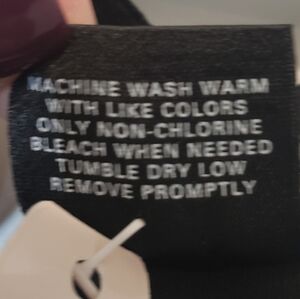 MACHINE WASH WARM
WITH LIKE COLORS
ONLY NON-CHLORINE
BLEACH WHEN NEEDED
TUMBLE DRY LOW
REMOVE PROMPTLY